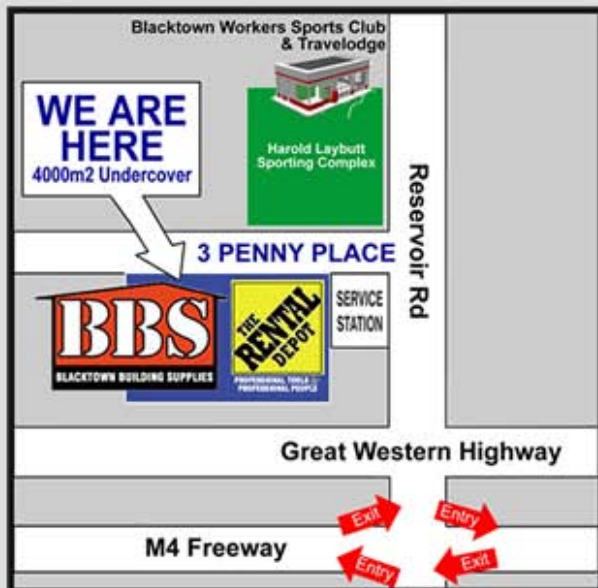 Blacktown Workers Sports Club
& Travelodge
WE ARE
HERE
4000m2 Undercover
Harold Laybutt
Sporting Complex
Reservoir Rd
3 PENNY PLACE
BBS
BLACKTOWN BUILDING SUPPLIES
THE
RENTAL
DEPOT
PROFESSIONAL TOOLS
PROFESSIONAL PEOPLE
SERVICE
STATION
Great Western Highway
Exit
Entry
M4 Freeway
Entry
Exit